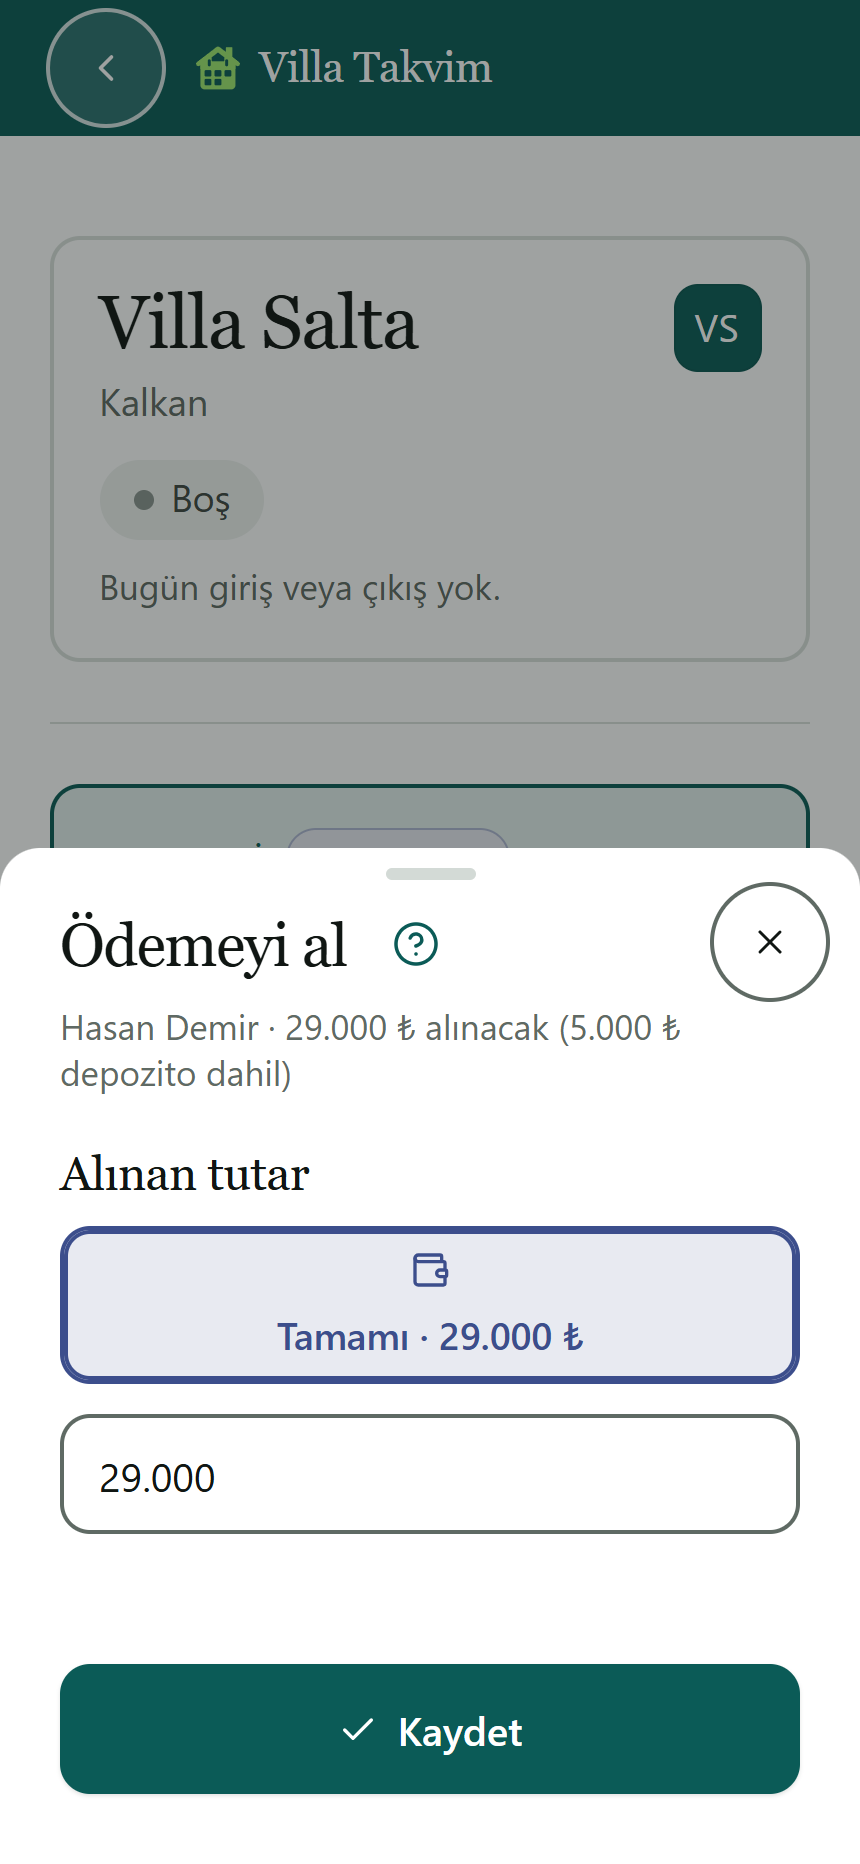 Villa Takvim
Villa Salta
VS
Kalkan
Boş
Bugün giriş veya çıkış yok.
Ödemeyi al
Hasan Demir · 29.000 ₺ alınacak (5.000 ₺
depozito dahil)
Alınan tutar
Tamamı · 29.000 ₺
29.000
Kaydet